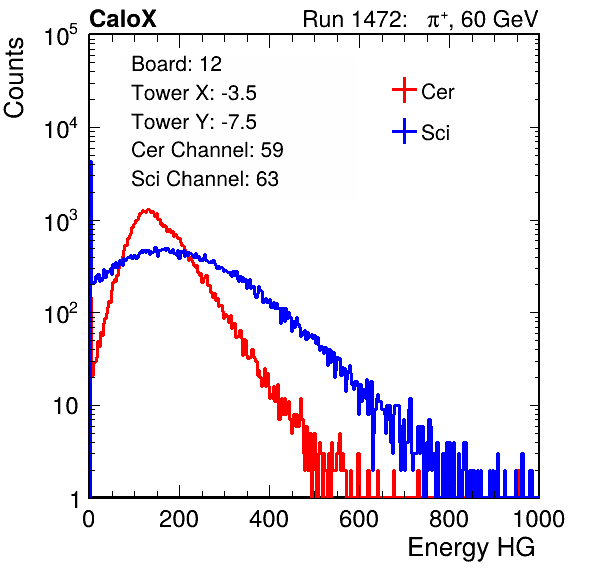 CaloX Run 1472: π⁺, 60 GeV
Counts
10⁵
10⁴
10³
10²
10
1
Board: 12
Tower X: -3.5
Tower Y: -7.5
Cer Channel: 59
Sci Channel: 63
Cer
Sci
0 200 400 600 800 1000
Energy HG